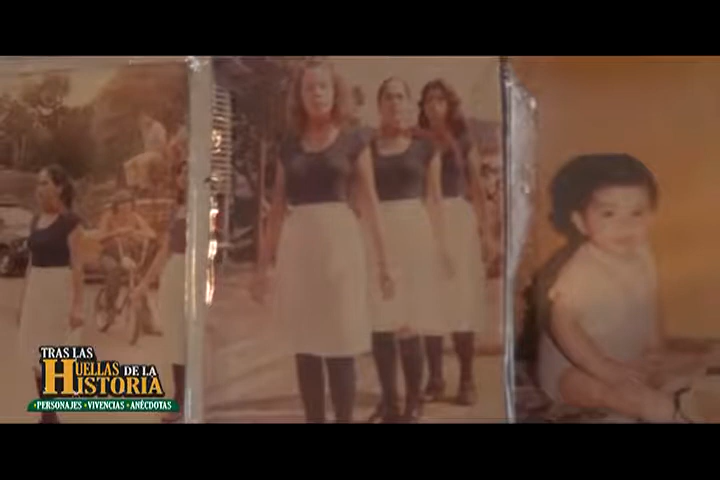 TRAS LAS
HUELLAS DE LA
HISTORIA
•PERSONAJES •VIVENCIAS •ANÉCDOTAS